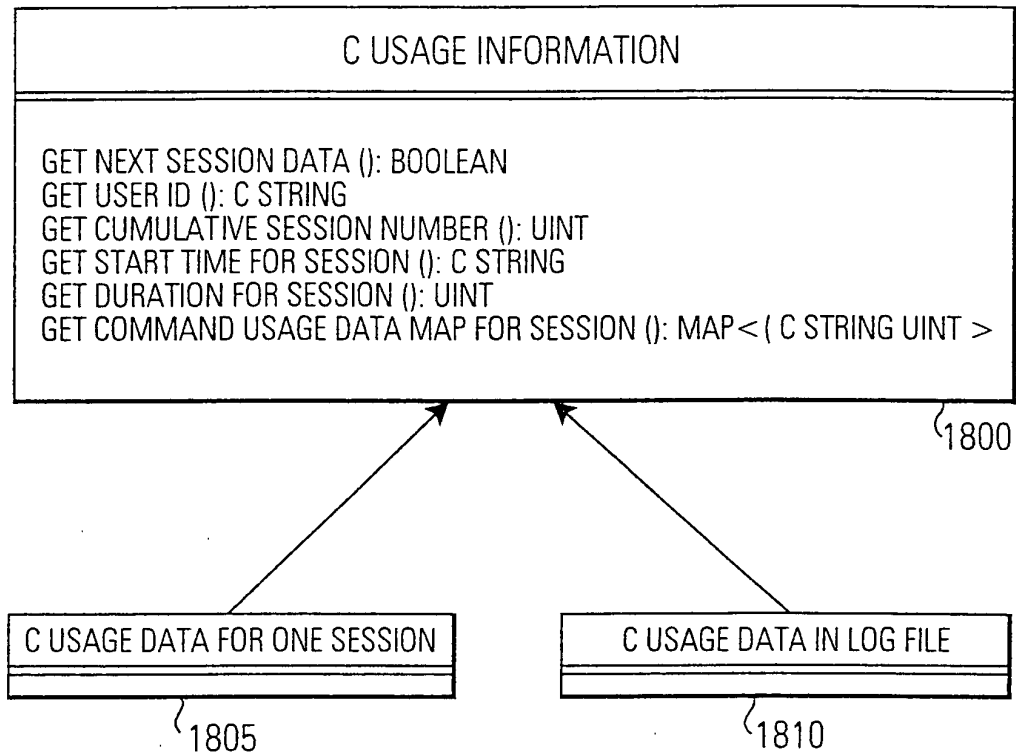 C USAGE INFORMATION
GET NEXT SESSION DATA (): BOOLEAN
GET USER ID (): C STRING
GET CUMULATIVE SESSION NUMBER (): UINT
GET START TIME FOR SESSION (): C STRING
GET DURATION FOR SESSION (): UINT
GET COMMAND USAGE DATA MAP FOR SESSION (): MAP<( C STRING UINT >
1800
C USAGE DATA FOR ONE SESSION
C USAGE DATA IN LOG FILE
1805
1810